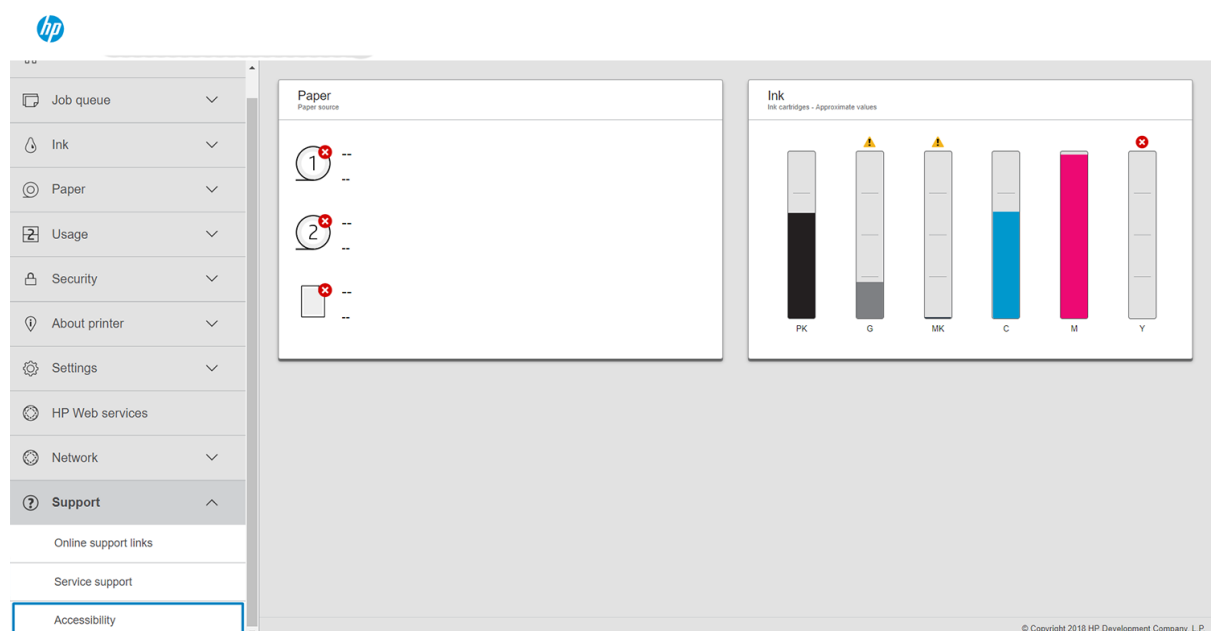 hp
Job queue
Ink
Paper
2 Usage
Security
About printer
Settings
HP Web services
Network
? Support
Online support links
Service support
Accessibility
Paper
Paper source
1 --
--
2 --
--
--
--
Ink
Ink cartridges - Approximate values
PK G MK C M Y
© Copyright 2018 HP Development Company, L.P.